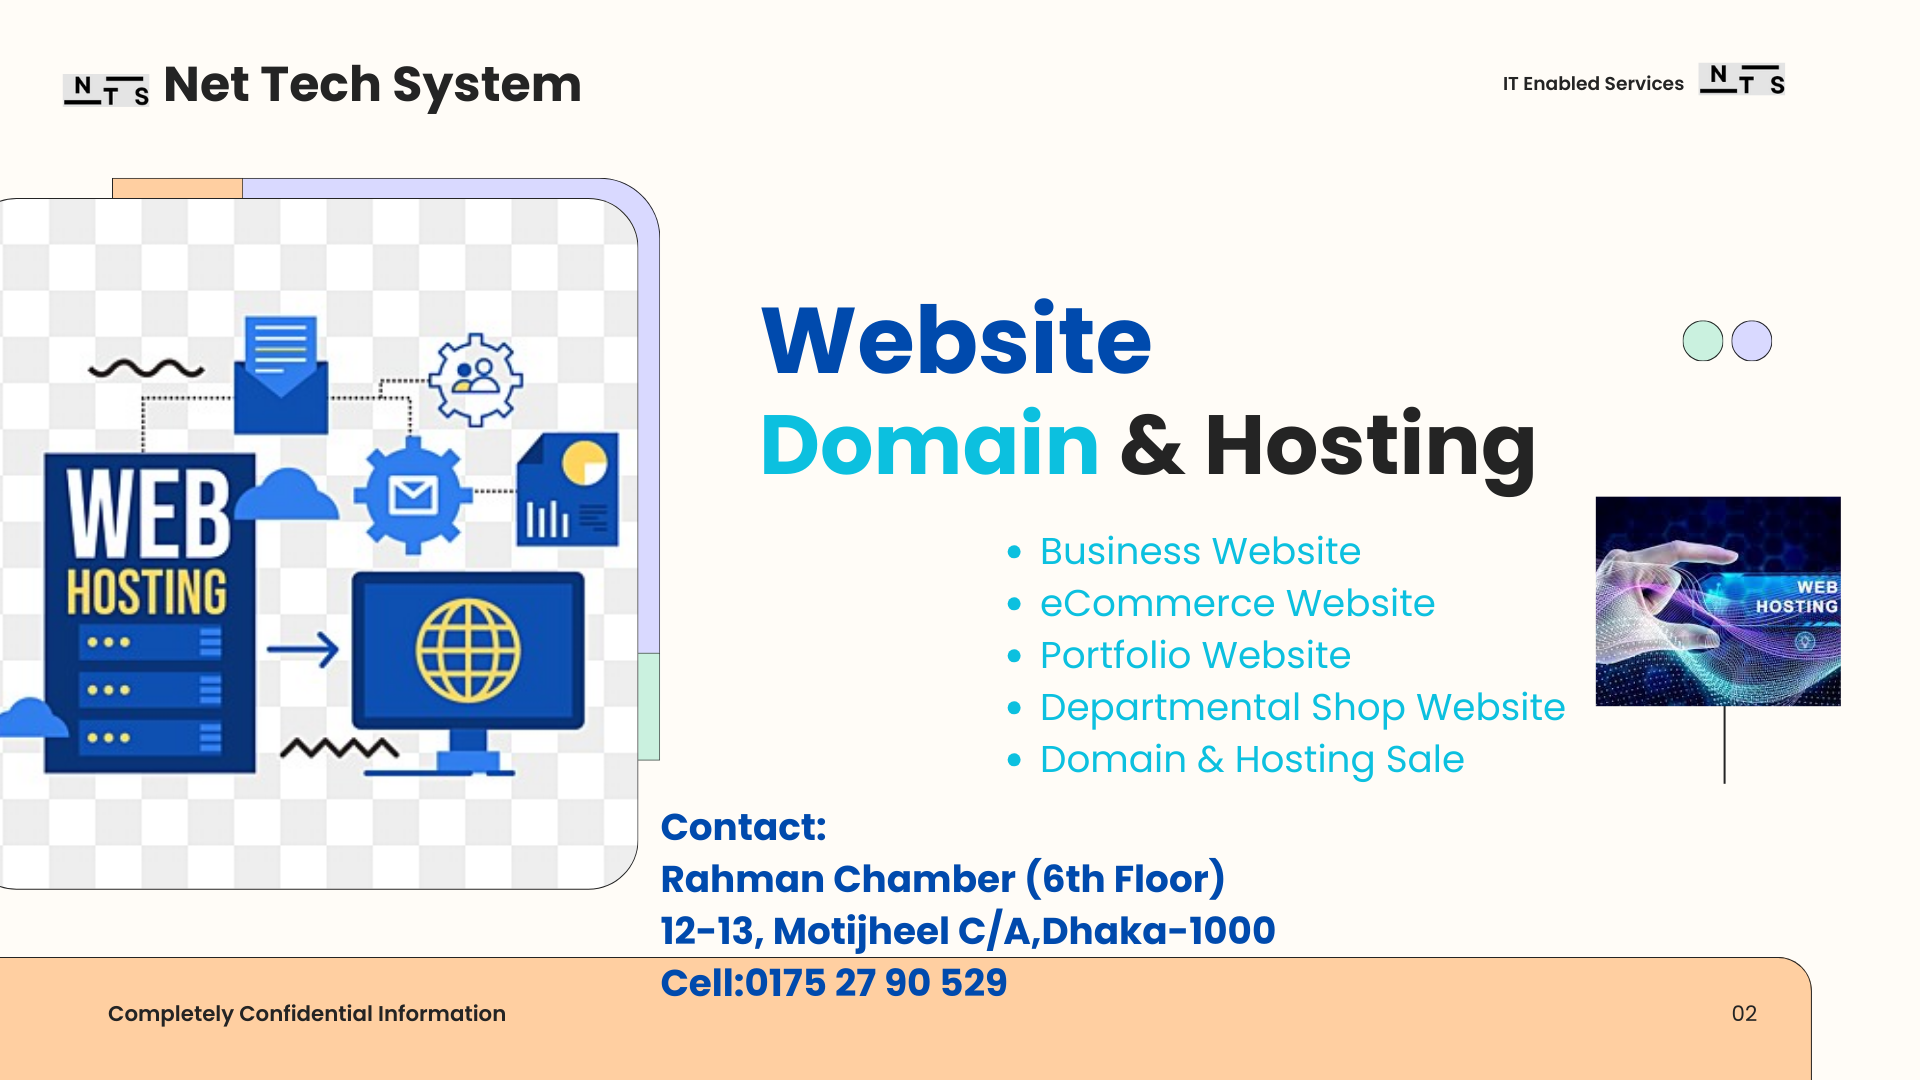 N T S Net Tech System
IT Enabled Services N T S
WEB
HOSTING
Website
Domain & Hosting
• Business Website
• eCommerce Website
• Portfolio Website
• Departmental Shop Website
• Domain & Hosting Sale
WEB
HOSTING
Contact:
Rahman Chamber (6th Floor)
12-13, Motijheel C/A,Dhaka-1000
Cell:0175 27 90 529
Completely Confidential Information
02